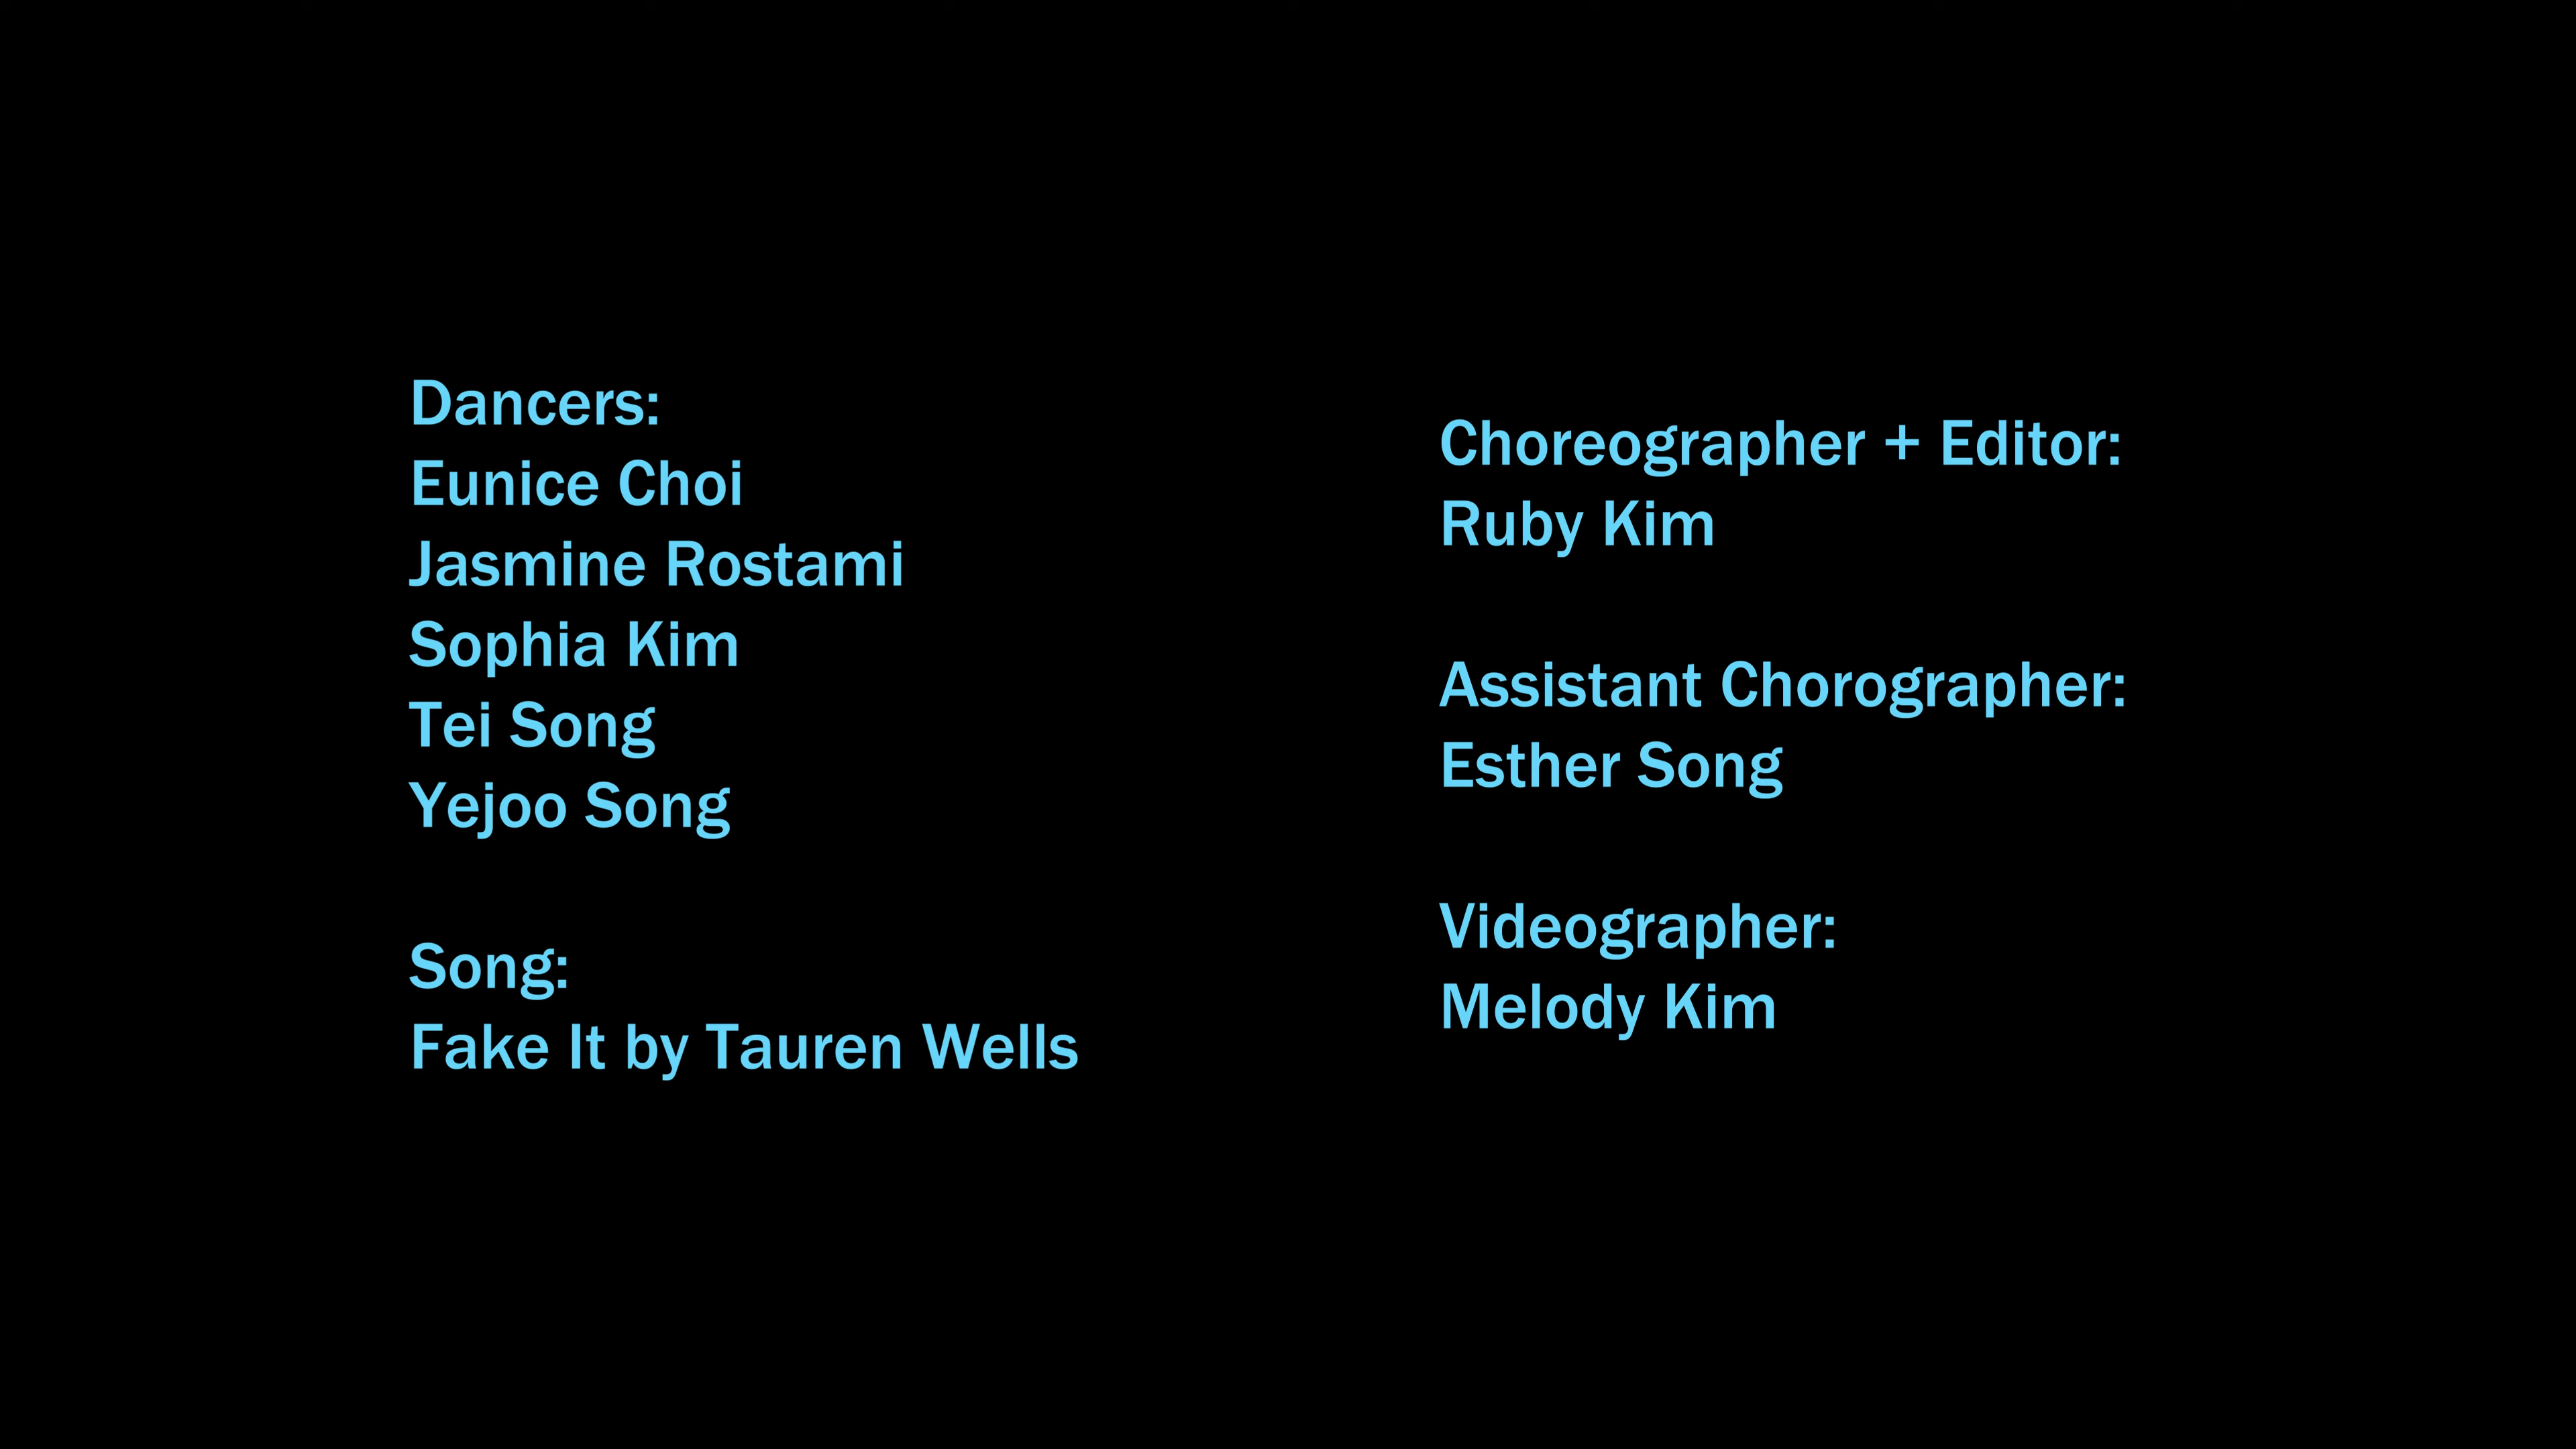 Dancers:
Eunice Choi
Jasmine Rostami
Sophia Kim
Tei Song
Yejoo Song
Song:
Fake It by Tauren Wells
Choreographer + Editor:
Ruby Kim
Assistant Chorographer:
Esther Song
Videographer:
Melody Kim